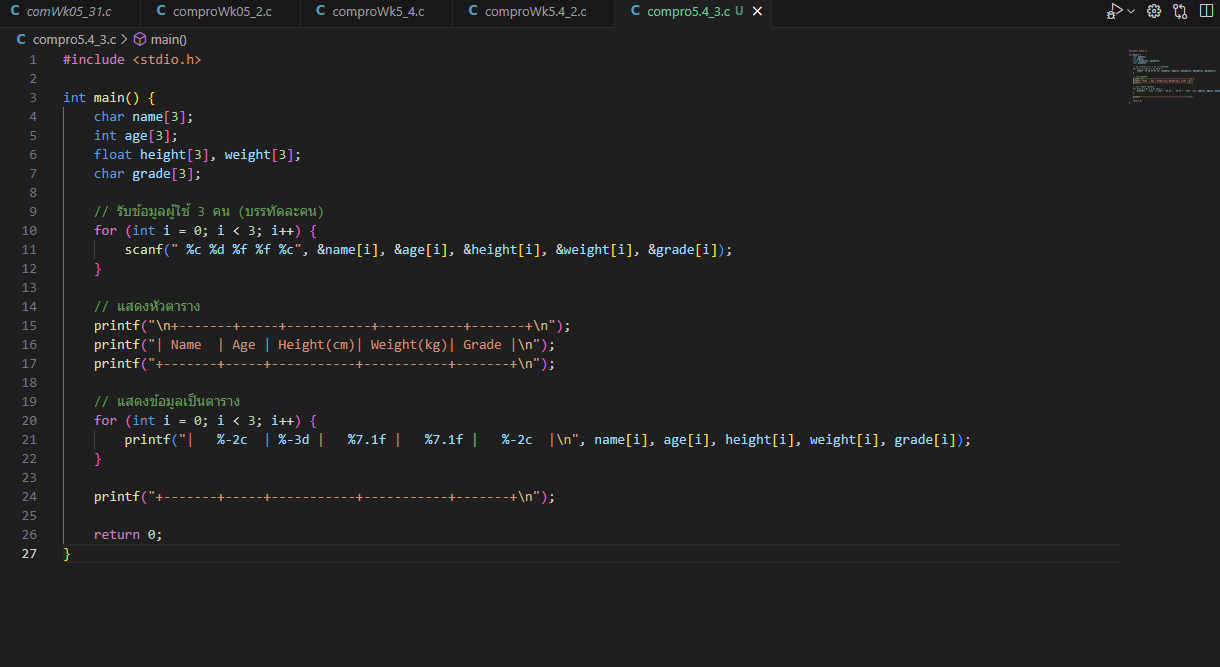 comWk05_31.c comproWk05_2.c comproWk5_4.c comproWk5.4_2.c compro5.4_3.c U
compro5.4_3.c > main()
1 #include <stdio.h>
2
3 int main() {
4 char name[3];
5 int age[3];
6 float height[3], weight[3];
7 char grade[3];
8
9 // รับข้อมูลผู้ใช้ 3 คน (บรรทัดละคน)
10 for (int i = 0; i < 3; i++) {
11 scanf(" %c %d %f %f %c", &name[i], &age[i], &height[i], &weight[i], &grade[i]);
12 }
13
14 // แสดงหัวตาราง
15 printf("\n+-------+-----+-----------+-----------+-------+\n");
16 printf("| Name  | Age | Height(cm)| Weight(kg)| Grade |\n");
17 printf("+-------+-----+-----------+-----------+-------+\n");
18
19 // แสดงข้อมูลเป็นตาราง
20 for (int i = 0; i < 3; i++) {
21 printf("|   %-2c  | %-3d |   %7.1f |   %7.1f |   %-2c  |\n", name[i], age[i], height[i], weight[i], grade[i]);
22 }
23
24 printf("+-------+-----+-----------+-----------+-------+\n");
25
26 return 0;
27 }